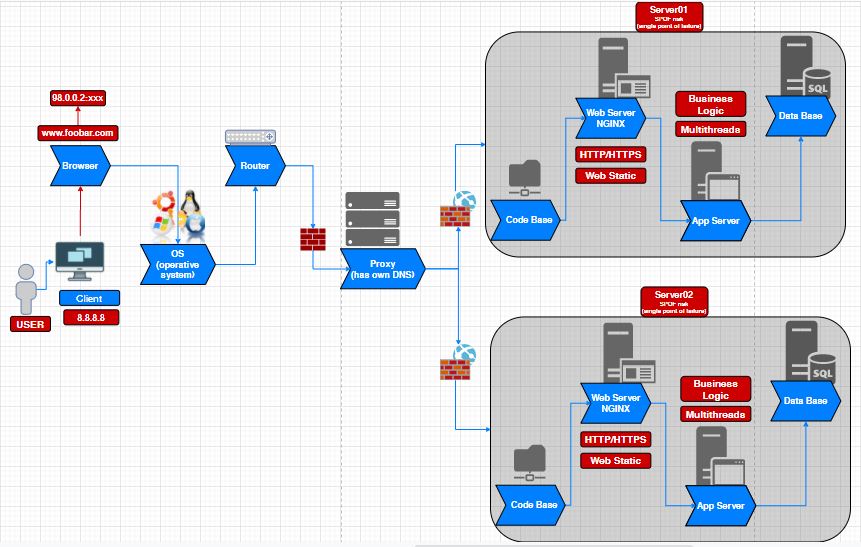 Server01
SPOF risk
(single point of failure)
98.0.0.2:xxx
www.foobar.com
Browser
Router
OS
(operative
system)
USER
Client
8.8.8.8
Proxy
(has own DNS)
Code Base
Web Server
NGINX
HTTP/HTTPS
Web Static
Business
Logic
Multithreads
App Server
SQL
Data Base
Server02
SPOF risk
(single point of failure)
Code Base
Web Server
NGINX
HTTP/HTTPS
Web Static
Business
Logic
Multithreads
App Server
SQL
Data Base